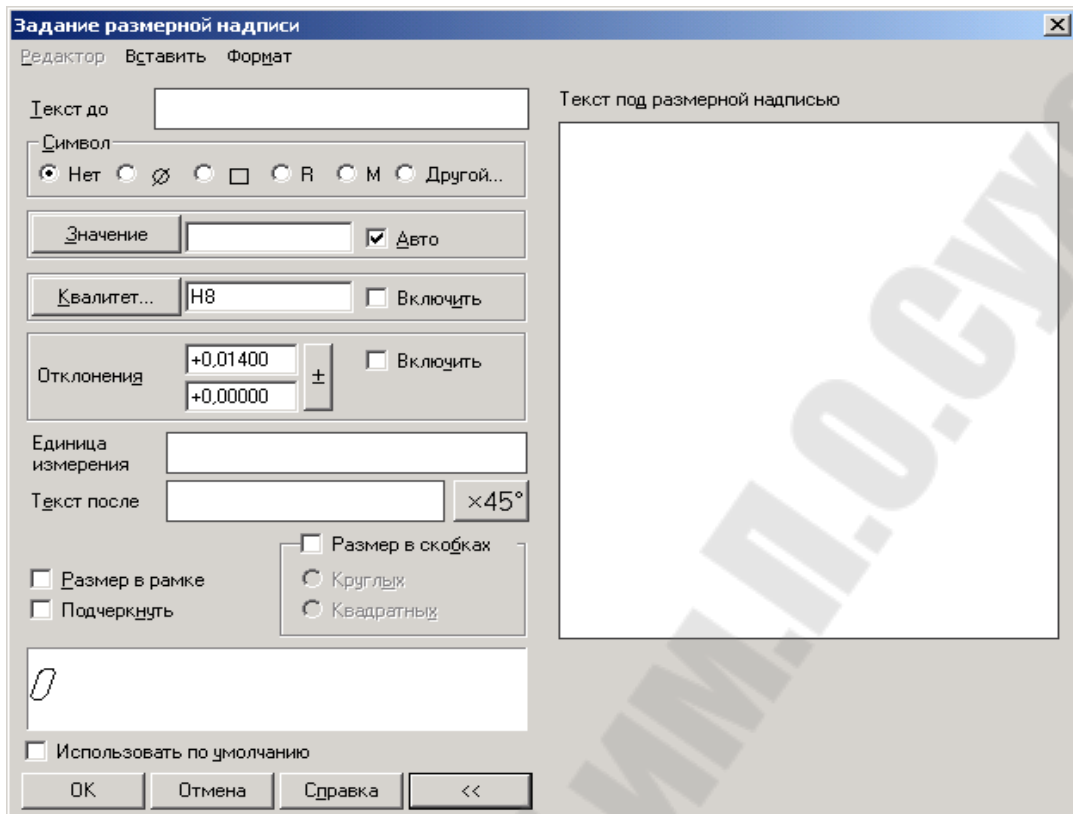 Задание размерной надписи
Редактор Вставить Формат
Текст до
Символ
Нет ⌀ □ R M Другой...
Значение Авто
Квалитет... H8 Включить
Отклонения +0,01400 ± Включить
+0,00000
Единица
измерения
Текст после ×45°
Размер в скобках
Размер в рамке Круглых
Подчеркнуть Квадратных
0
Использовать по умолчанию
OK Отмена Справка <<
Текст под размерной надписью
им.П.О.Сухо